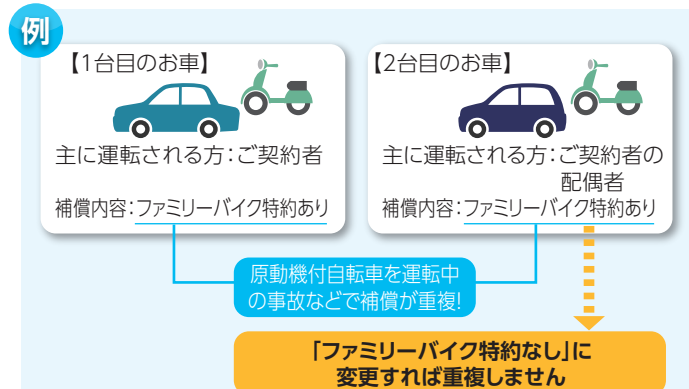 例
【1台目のお車】
主に運転される方：ご契約者
補償内容：ファミリーバイク特約あり
【2台目のお車】
主に運転される方：ご契約者の
配偶者
補償内容：ファミリーバイク特約あり
原動機付自転車を運転中
の事故などで補償が重複!
「ファミリーバイク特約なし」に
変更すれば重複しません